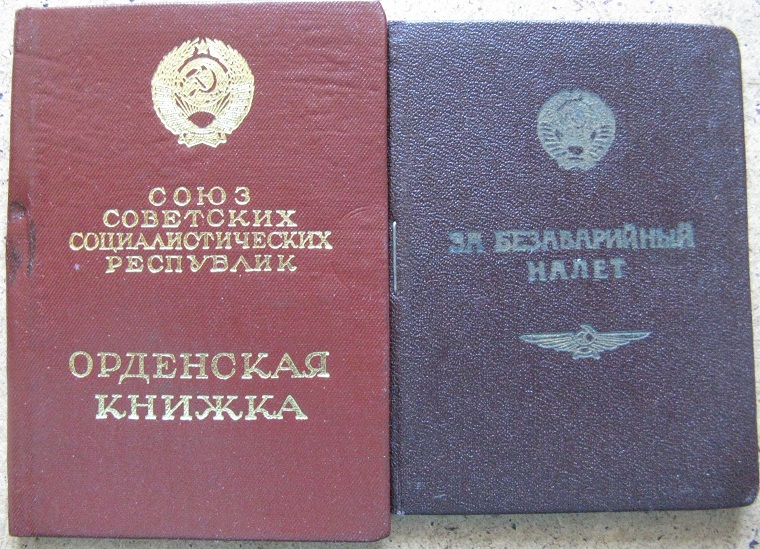 СОЮЗ
СОВЕТСКИХ
СОЦИАЛИСТИЧЕСКИХ
РЕСПУБЛИК
ОРДЕНСКАЯ
КНИЖКА
ЗА БЕЗАВАРИЙНЫЙ
НАЛЕТ